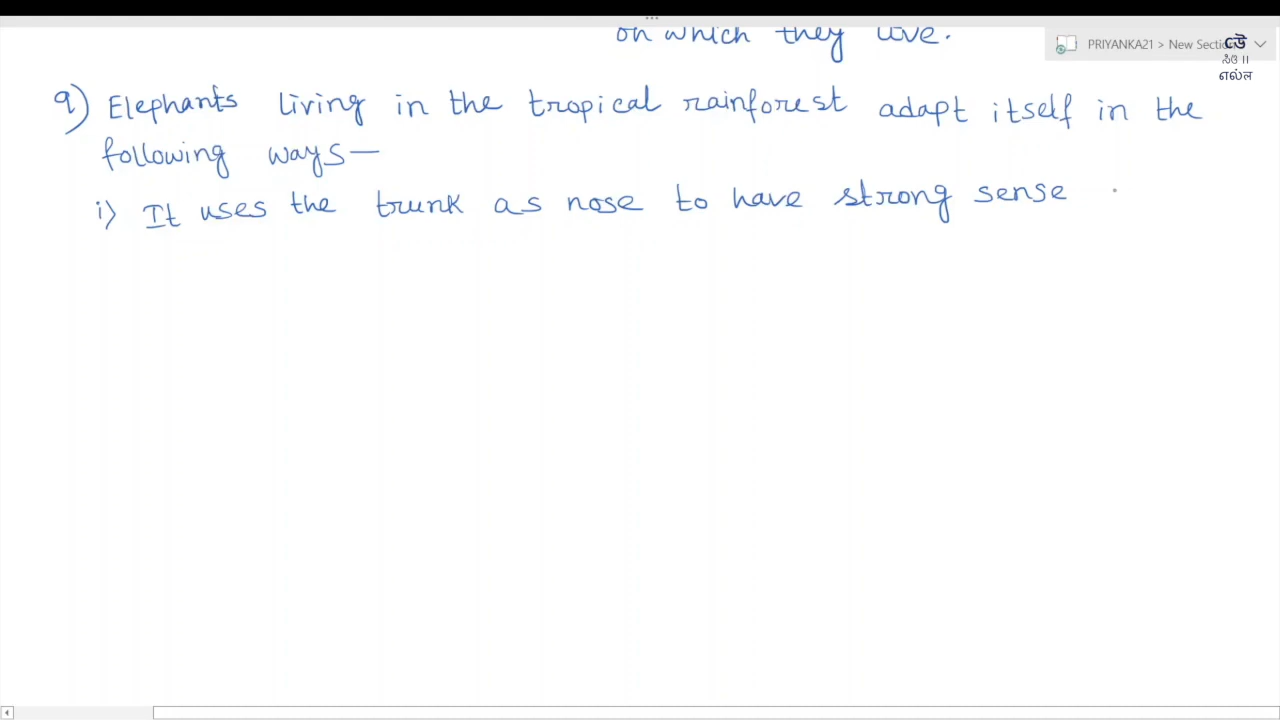 on which they live.
PRIYANKA21 > New Section
9) Elephants living in the tropical rainforest adapt itself in the
following ways—
i) It uses the trunk as nose to have strong sense